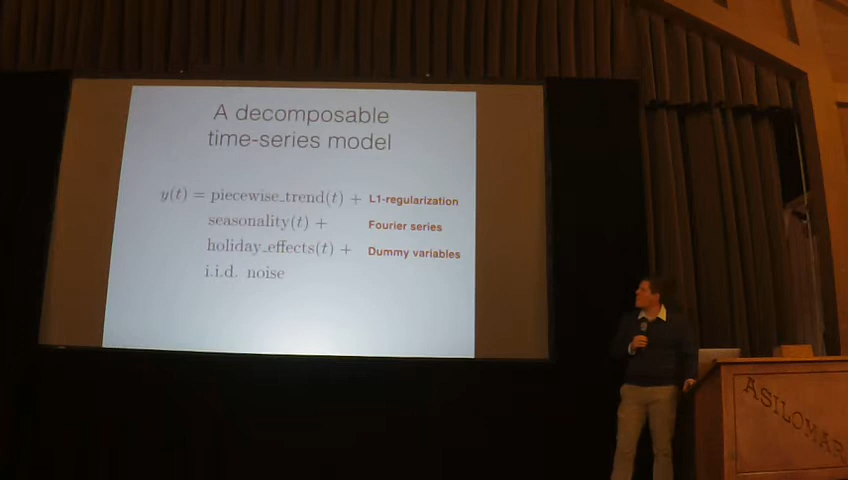 A decomposable
time-series model
y(t) = piecewise_trend(t) + L1-regularization
seasonality(t) + Fourier series
holiday_effects(t) + Dummy variables
i.i.d. noise
ASILOMAR